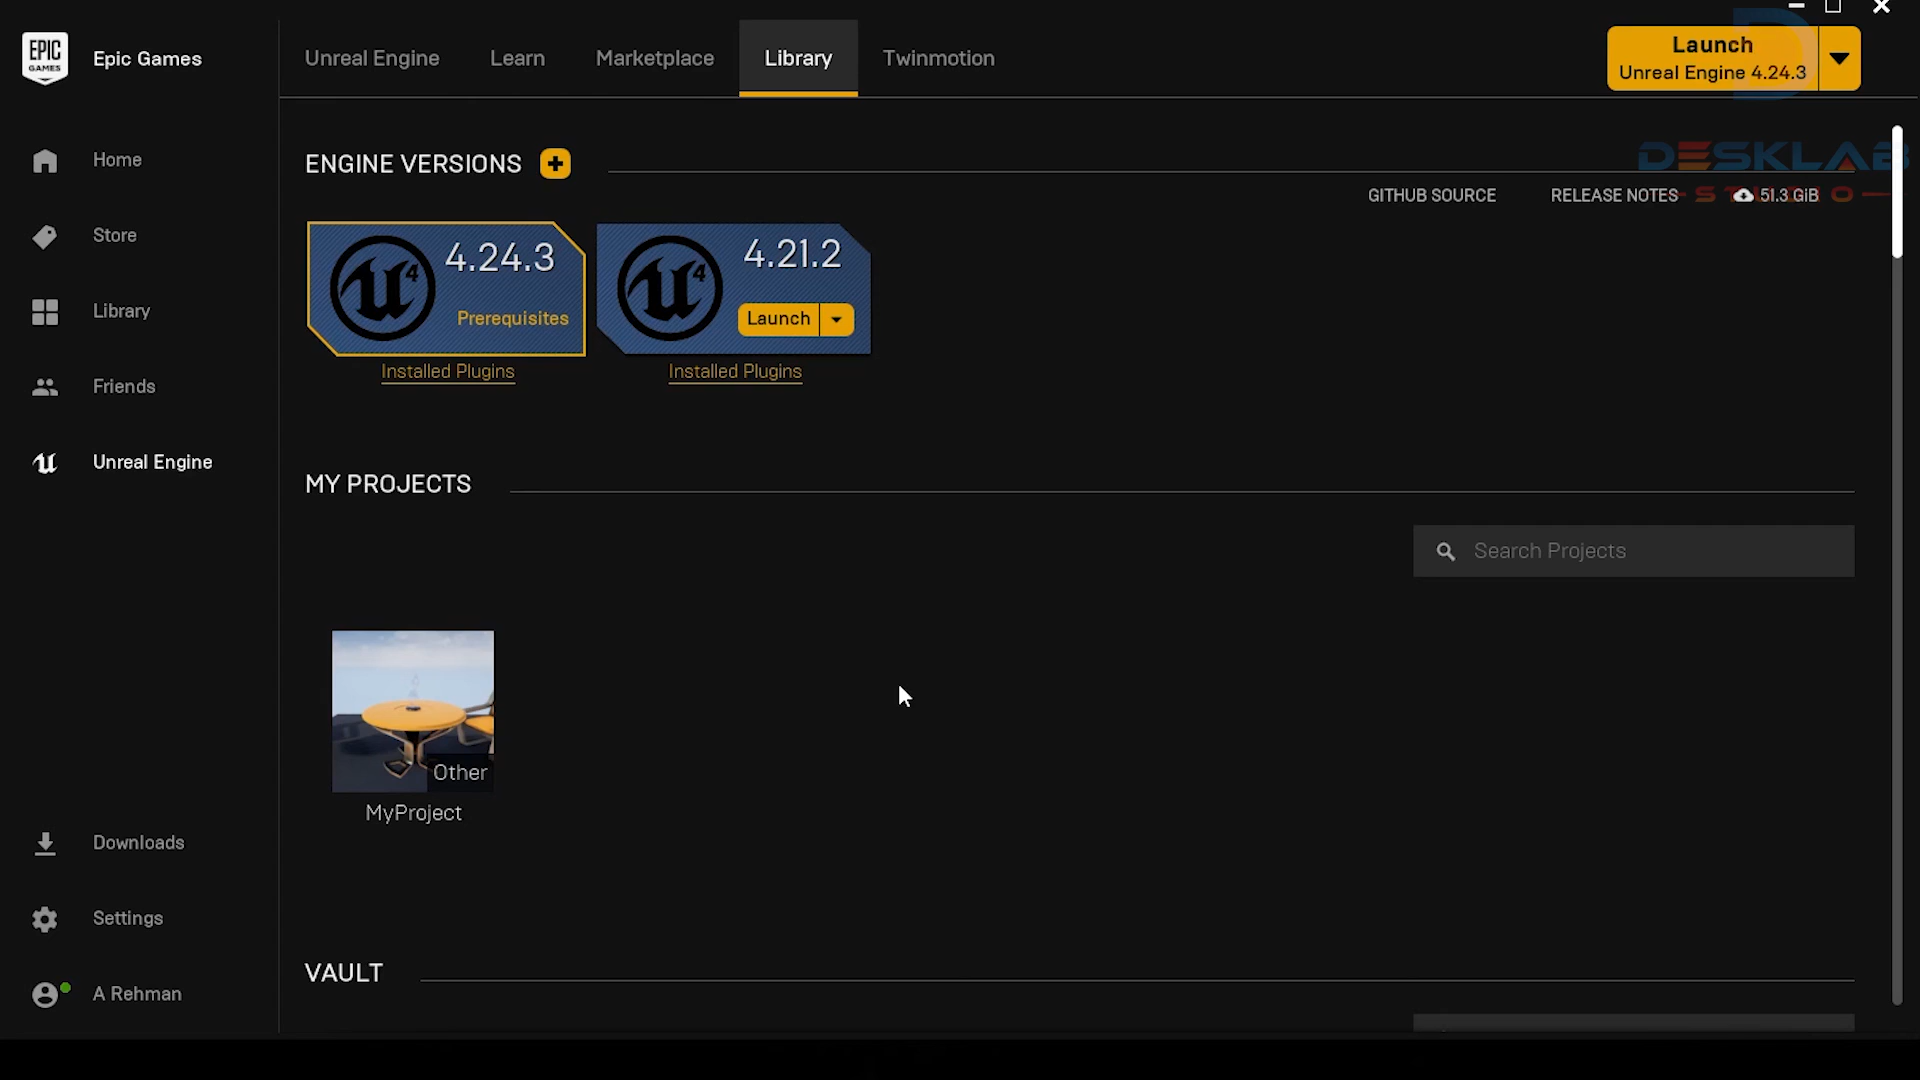 EPIC
GAMES
Epic Games
Unreal Engine
Learn
Marketplace
Library
Twinmotion
Launch
Unreal Engine 4.24.3
Home
Store
Library
Friends
Unreal Engine
Downloads
Settings
A Rehman
ENGINE VERSIONS
DESKLAB
STUDIO
GITHUB SOURCE
RELEASE NOTES
51.3 GiB
4.24.3
Prerequisites
Installed Plugins
4.21.2
Launch
Installed Plugins
MY PROJECTS
Search Projects
Other
MyProject
VAULT